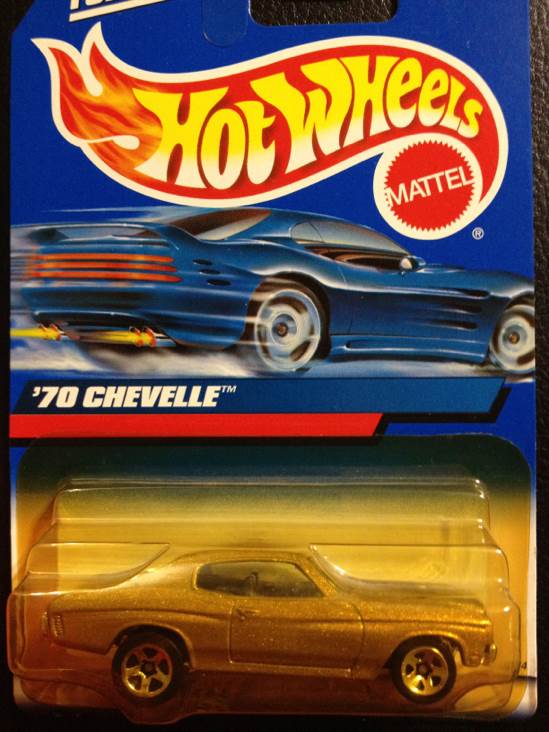 HOT WHEELS
MATTEL
®
'70 CHEVELLE™